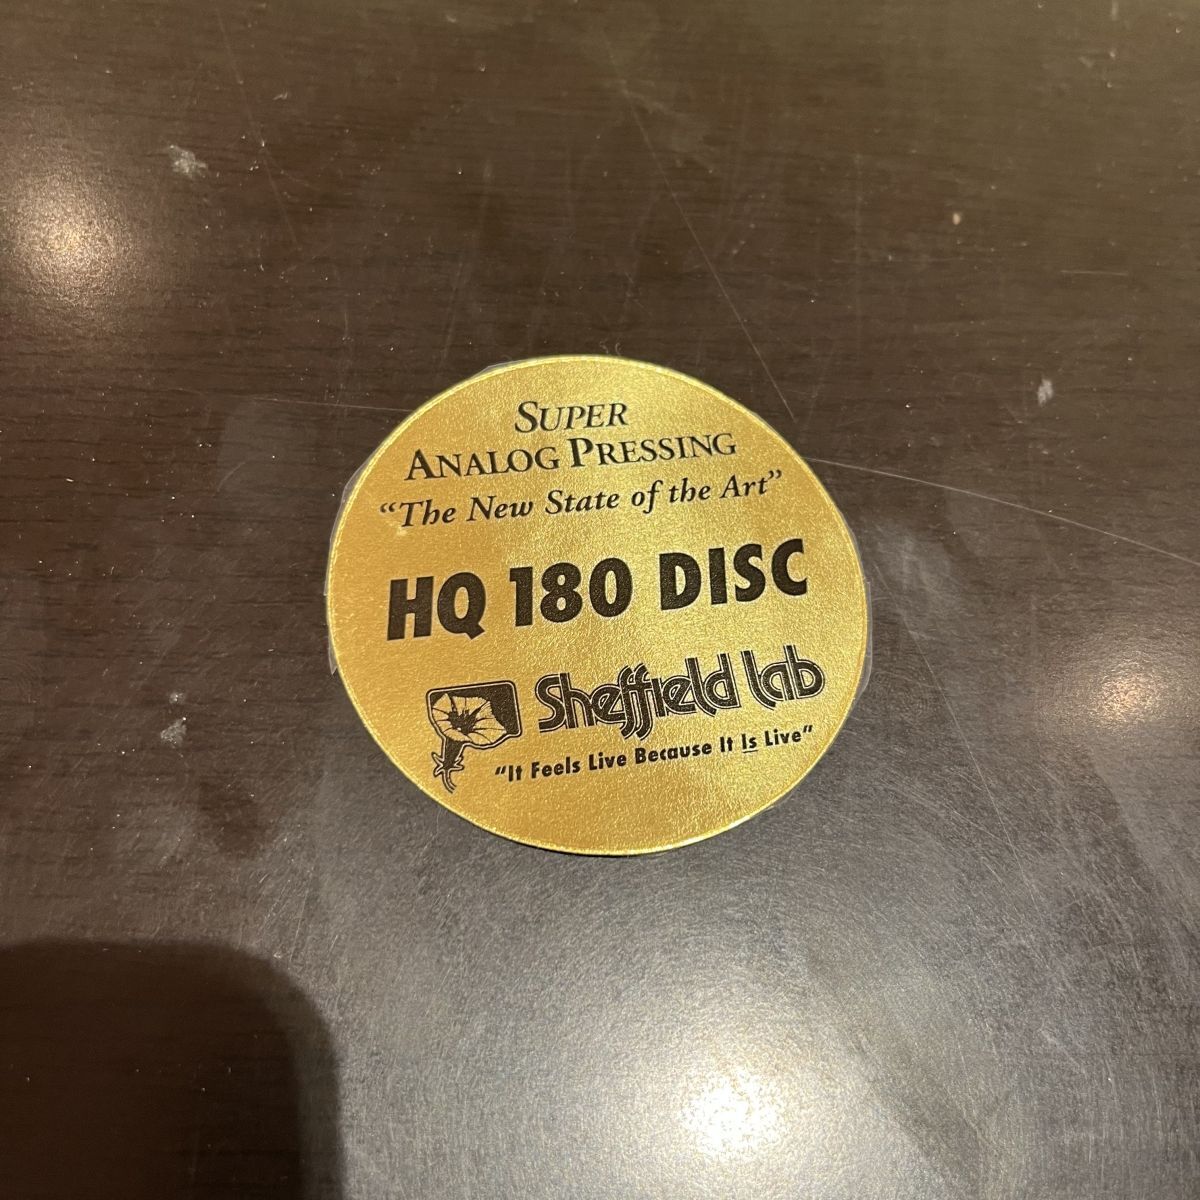 SUPER
ANALOG PRESSING
“The New State of the Art”
HQ 180 DISC
Sheffield lab
“It Feels Live Because It Is Live”